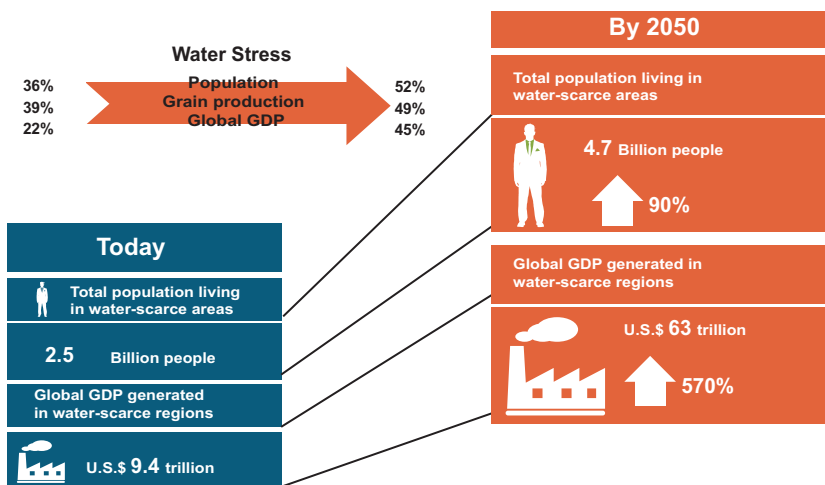 Water Stress
36% Population 52%
39% Grain production 49%
22% Global GDP 45%
Today
Total population living
in water-scarce areas
2.5 Billion people
Global GDP generated
in water-scarce regions
U.S.$ 9.4 trillion
By 2050
Total population living in
water-scarce areas
4.7 Billion people
90%
Global GDP generated in
water-scarce regions
U.S.$ 63 trillion
570%